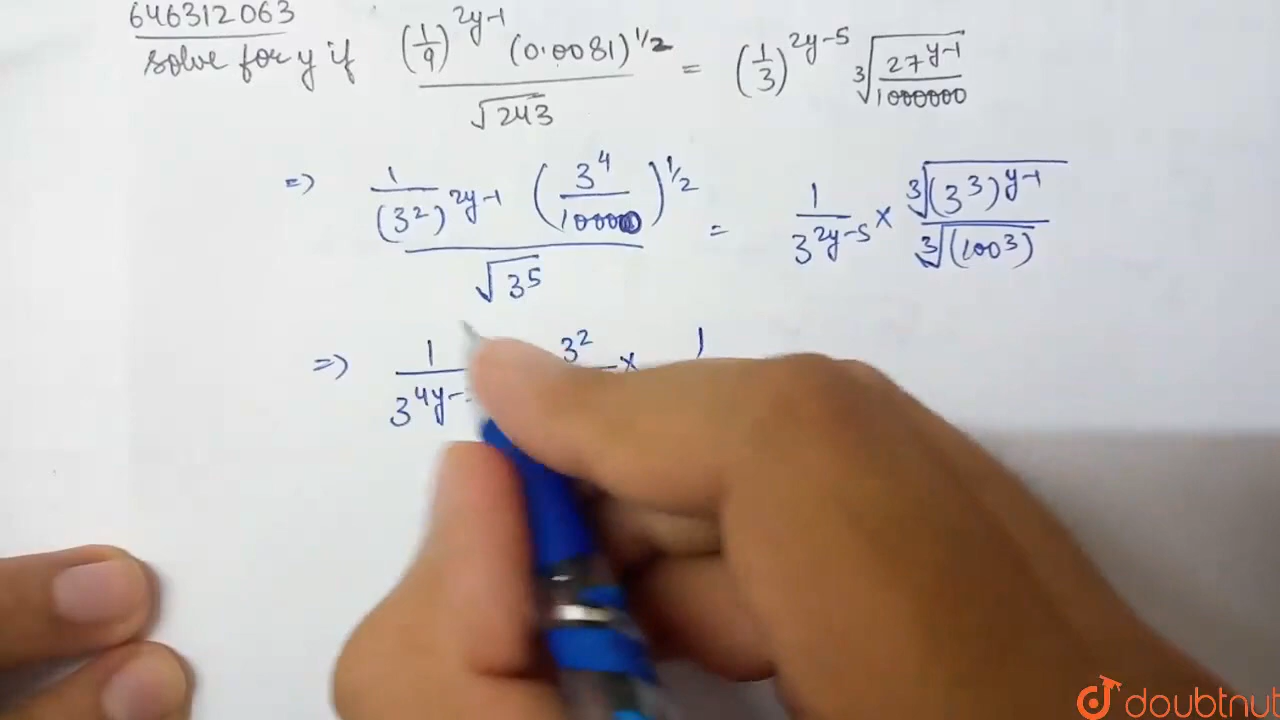 646312063
solve for y if (1/9)^2y-1 (0.0081)^1/2 / √243 = (1/3)^2y-5 ∛(27^y-1 / 1000000)
=> 1/(3²)^2y-1 (3⁴/10000)^1/2 / √3⁵ = 1/3^2y-5 × ∛(3³)^y-1 / ∛(100³)
=> 1/3^4y- 3² × 1
doubtnut